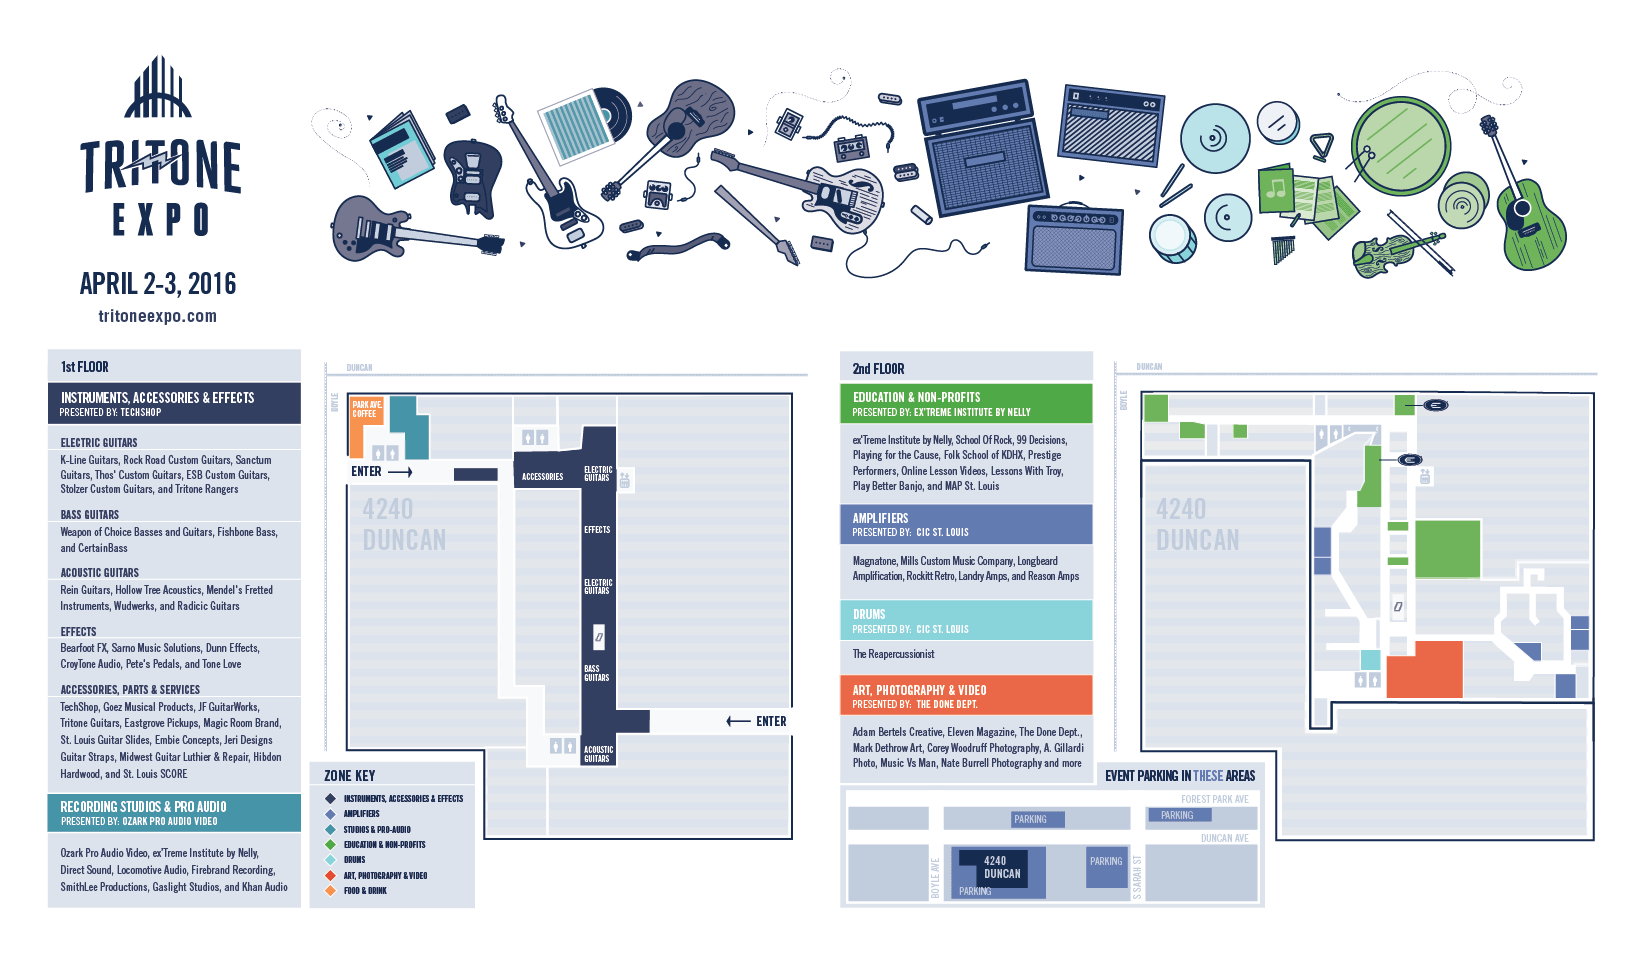 TRITONE
EXPO
APRIL 2-3, 2016
tritoneexpo.com
1st FLOOR
INSTRUMENTS, ACCESSORIES & EFFECTS
PRESENTED BY: TECHSHOP
ELECTRIC GUITARS
K-Line Guitars, Rock Road Custom Guitars, Sanctum
Guitars, Thos' Custom Guitars, ESB Custom Guitars,
Stolzer Custom Guitars, and Tritone Rangers
BASS GUITARS
Weapon of Choice Basses and Guitars, Fishbone Bass,
and CertainBass
ACOUSTIC GUITARS
Rein Guitars, Hollow Tree Acoustics, Mendel's Fretted
Instruments, Wudwerks, and Radicic Guitars
EFFECTS
Bearfoot FX, Sarno Music Solutions, Dunn Effects,
CroyTone Audio, Pete's Pedals, and Tone Love
ACCESSORIES, PARTS & SERVICES
TechShop, Goez Musical Products, JF GuitarWorks,
Tritone Guitars, Eastgrove Pickups, Magic Room Brand,
St. Louis Guitar Slides, Embie Concepts, Jeri Designs
Guitar Straps, Midwest Guitar Luthier & Repair, Hibdon
Hardwood, and St. Louis SCORE
RECORDING STUDIOS & PRO AUDIO
PRESENTED BY: OZARK PRO AUDIO VIDEO
Ozark Pro Audio Video, ex'Treme Institute by Nelly,
Direct Sound, Locomotive Audio, Firebrand Recording,
SmithLee Productions, Gaslight Studios, and Khan Audio
DUNCAN
BOYLE
PARK AVE
COFFEE
ENTER
4240
DUNCAN
ACCESSORIES
ELECTRIC
GUITARS
EFFECTS
ELECTRIC
GUITARS
BASS
GUITARS
ENTER
ACOUSTIC
GUITARS
ZONE KEY
INSTRUMENTS, ACCESSORIES & EFFECTS
AMPLIFIERS
STUDIOS & PRO-AUDIO
EDUCATION & NON-PROFITS
DRUMS
ART, PHOTOGRAPHY & VIDEO
FOOD & DRINK
2nd FLOOR
EDUCATION & NON-PROFITS
PRESENTED BY: EX'TREME INSTITUTE BY NELLY
ex'Treme Institute by Nelly, School Of Rock, 99 Decisions,
Playing for the Cause, Folk School of KDHX, Prestige
Performers, Online Lesson Videos, Lessons With Troy,
Play Better Banjo, and MAP St. Louis
AMPLIFIERS
PRESENTED BY: CIC ST. LOUIS
Magnatone, Mills Custom Music Company, Longbeard
Amplification, Rockitt Retro, Landry Amps, and Reason Amps
DRUMS
PRESENTED BY: CIC ST. LOUIS
The Reapercussionist
ART, PHOTOGRAPHY & VIDEO
PRESENTED BY: THE DONE DEPT.
Adam Bertels Creative, Eleven Magazine, The Done Dept.,
Mark Dethrow Art, Corey Woodruff Photography, A. Gillardi
Photo, Music Vs Man, Nate Burrell Photography and more
DUNCAN
BOYLE
4240
DUNCAN
EVENT PARKING IN THESE AREAS
FOREST PARK AVE
PARKING
PARKING
DUNCAN AVE
BOYLE AVE
4240
DUNCAN
PARKING
PARKING
S SARAH ST